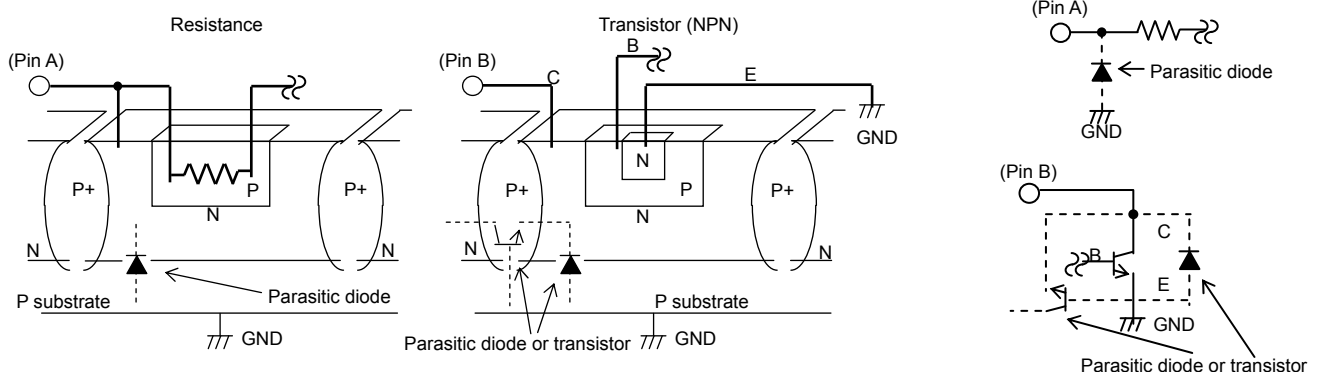 Resistance
(Pin A)
P+
P
N
P+
N
N
P substrate
Parasitic diode
GND
Transistor (NPN)
(Pin B)
C
B
E
GND
P+
N
P
N
P+
N
N
P substrate
GND
Parasitic diode or transistor
(Pin A)
Parasitic diode
GND
(Pin B)
C
B
E
GND
Parasitic diode or transistor